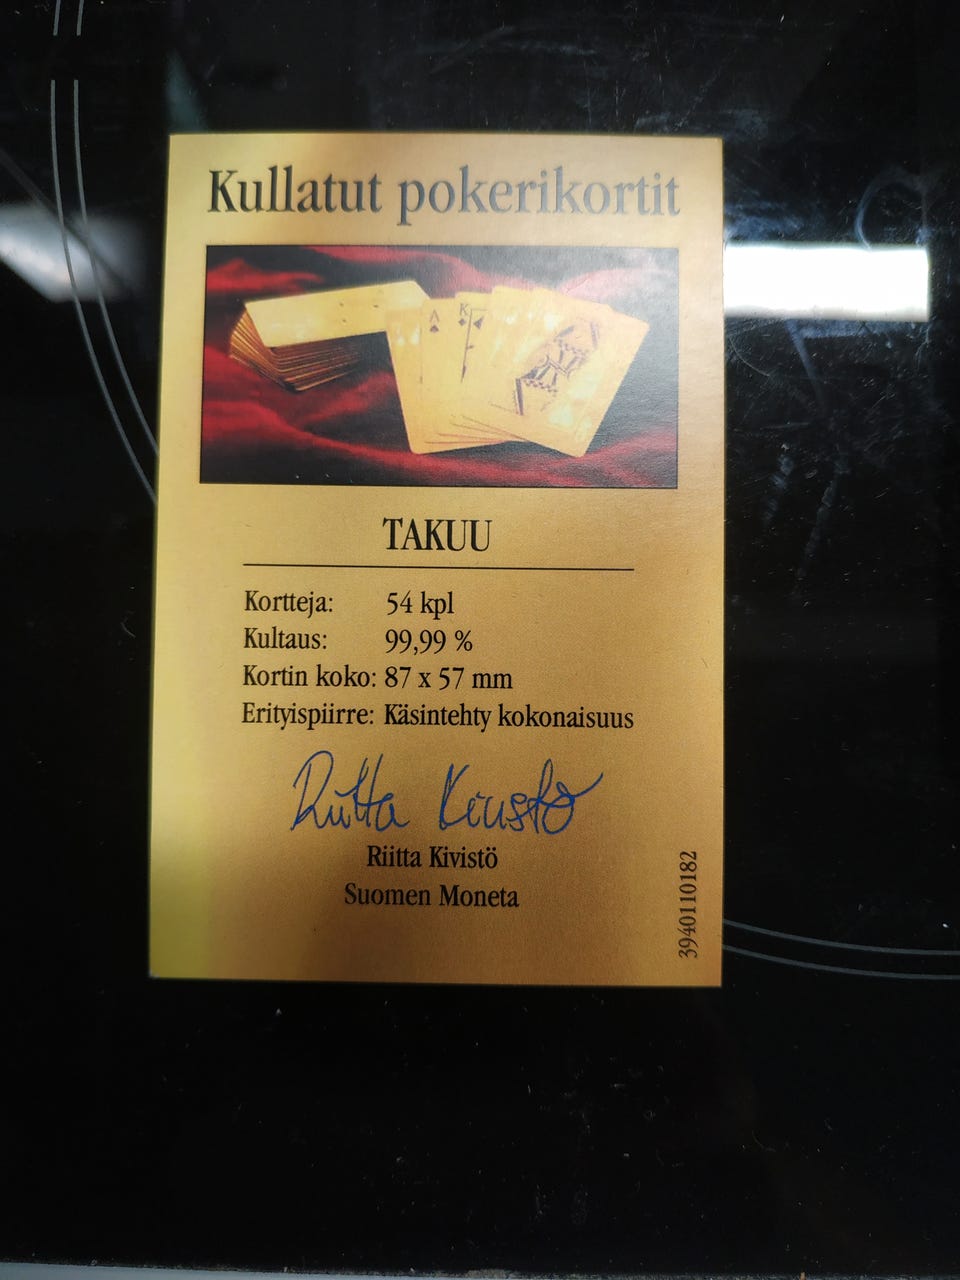 Kullatut pokerikortit
A K
TAKUU
Kortteja: 54 kpl
Kultaus: 99,99 %
Kortin koko: 87 x 57 mm
Erityispiirre: Käsintehty kokonaisuus
Riitta Kivistö
Riitta Kivistö
Suomen Moneta
3940110182